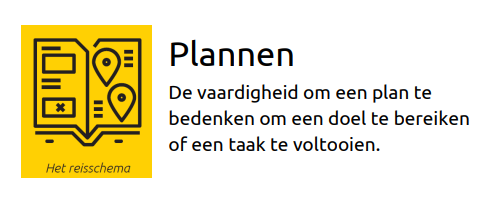 Plannen
De vaardigheid om een plan te
bedenken om een doel te bereiken
of een taak te voltooien.
Het reisschema